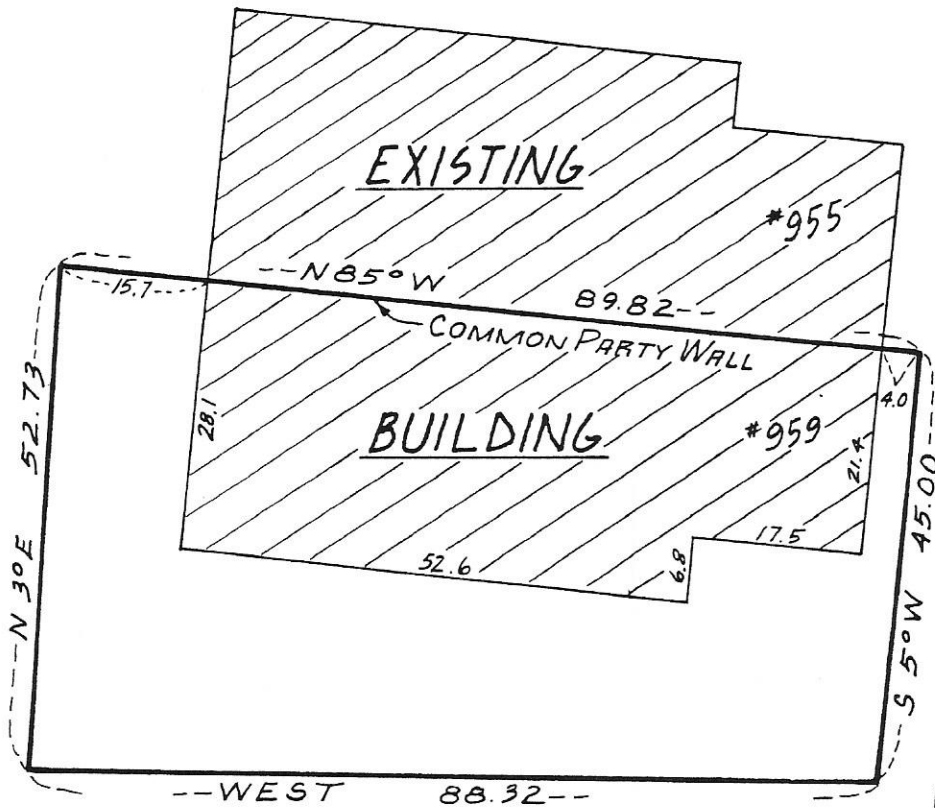 EXISTING
*955
--N 85° W 89.82--
15.7
COMMON PARTY WALL
4.0
N 3° E 52.73
28.1
BUILDING
*959
21.4
S 5° W 45.00
17.5
52.6
6.8
--WEST 88.32--